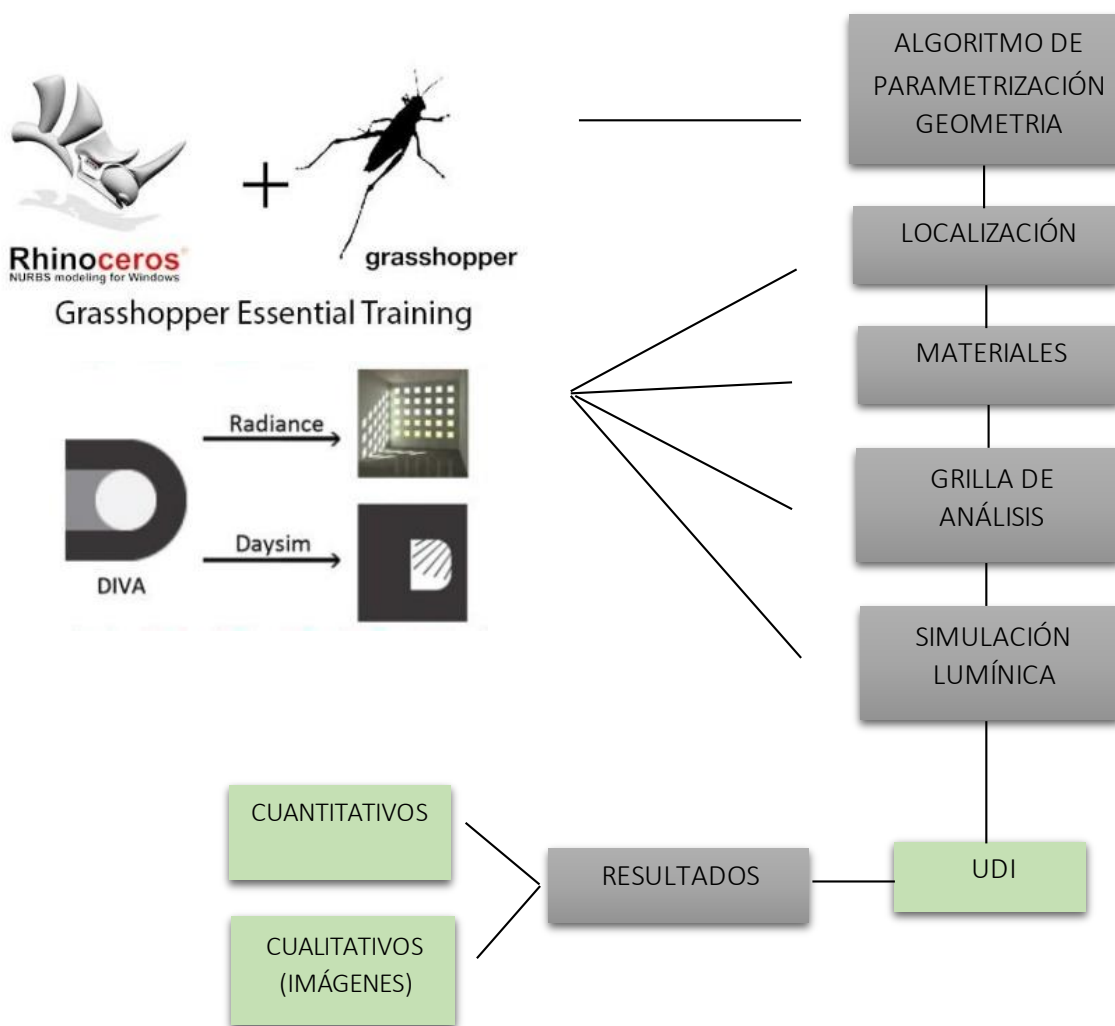 ALGORITMO DE
PARAMETRIZACIÓN
GEOMETRIA
Rhinoceros®
NURBS modeling for Windows
+
grasshopper
Grasshopper Essential Training
LOCALIZACIÓN
MATERIALES
Radiance
Daysim
DIVA
GRILLA DE
ANÁLISIS
SIMULACIÓN
LUMÍNICA
UDI
RESULTADOS
CUANTITATIVOS
CUALITATIVOS
(IMÁGENES)